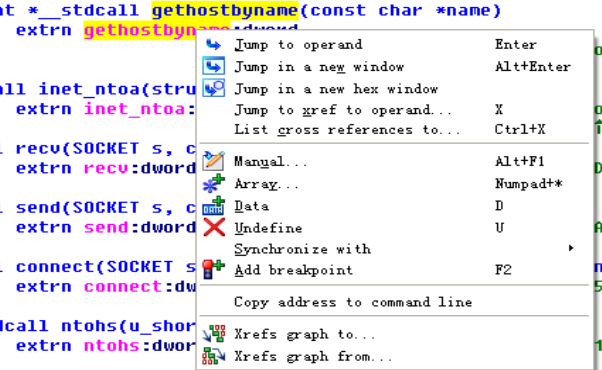 nt *__stdcall gethostbyname(const char *name)
extrn gethostbyname:dword
Jump to operand Enter
Jump in a new window Alt+Enter
all inet_ntoa(stru
Jump in a new hex window
extrn inet_ntoa:
Jump to xref to operand... X
List cross references to... Ctrl+X
l recv(SOCKET s, c
Manual... Alt+F1
extrn recv:dword
Array... Numpad+*
DATA
Data D
l send(SOCKET s, c
extrn send:dword
Undefine U
Synchronize with
l connect(SOCKET s
Add breakpoint F2
extrn connect:dw
Copy address to command line
dcall ntohs(u_shor
Xrefs graph to...
extrn ntohs:dwor
Xrefs graph from...